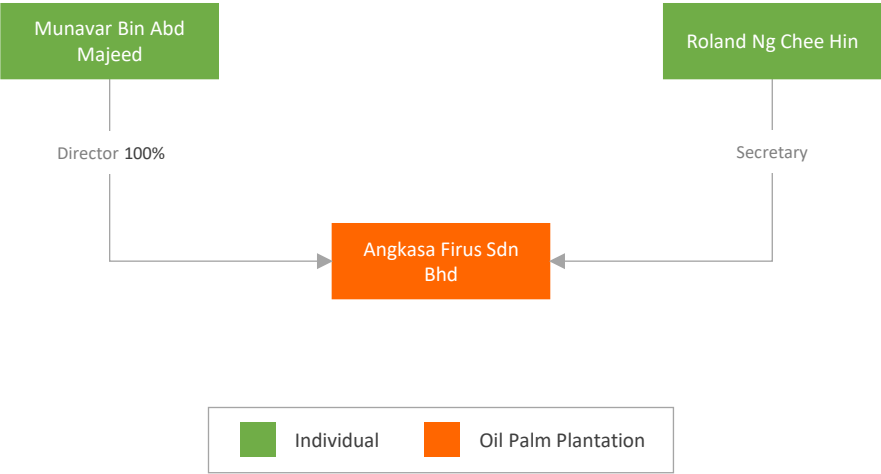 Munavar Bin Abd
Majeed
Roland Ng Chee Hin
Director 100%
Secretary
Angkasa Firus Sdn
Bhd
Individual
Oil Palm Plantation